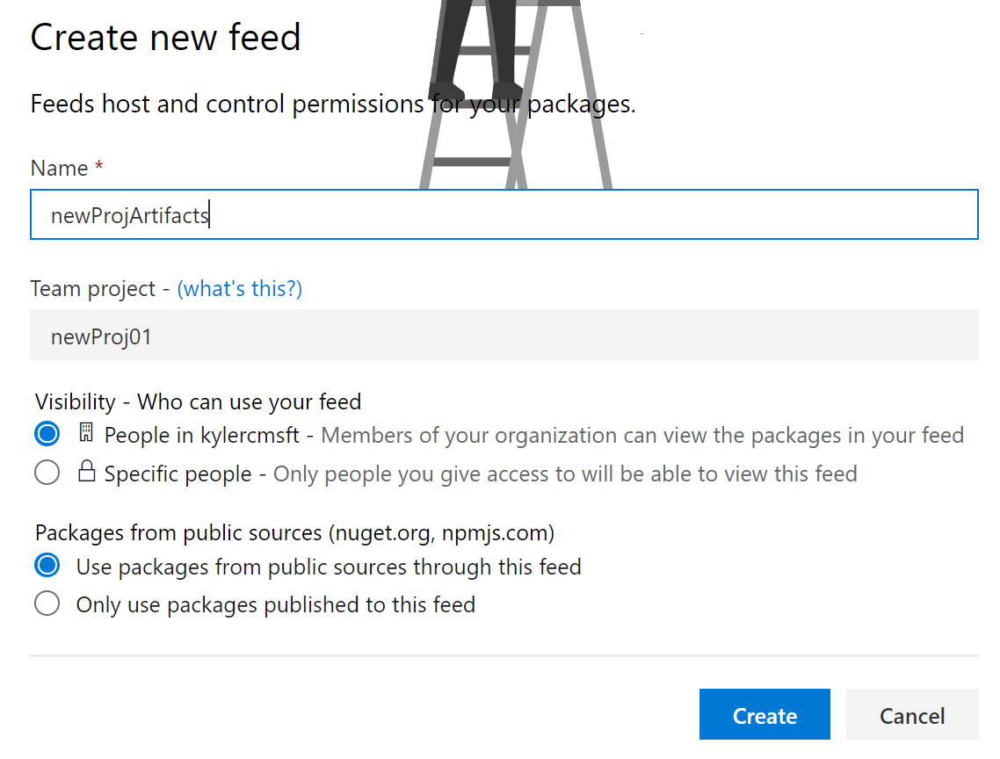 Create new feed
Feeds host and control permissions for your packages.
Name *
newProjArtifacts
Team project - (what's this?)
newProj01
Visibility - Who can use your feed
People in kylercmsft - Members of your organization can view the packages in your feed
Specific people - Only people you give access to will be able to view this feed
Packages from public sources (nuget.org, npmjs.com)
Use packages from public sources through this feed
Only use packages published to this feed
Create Cancel